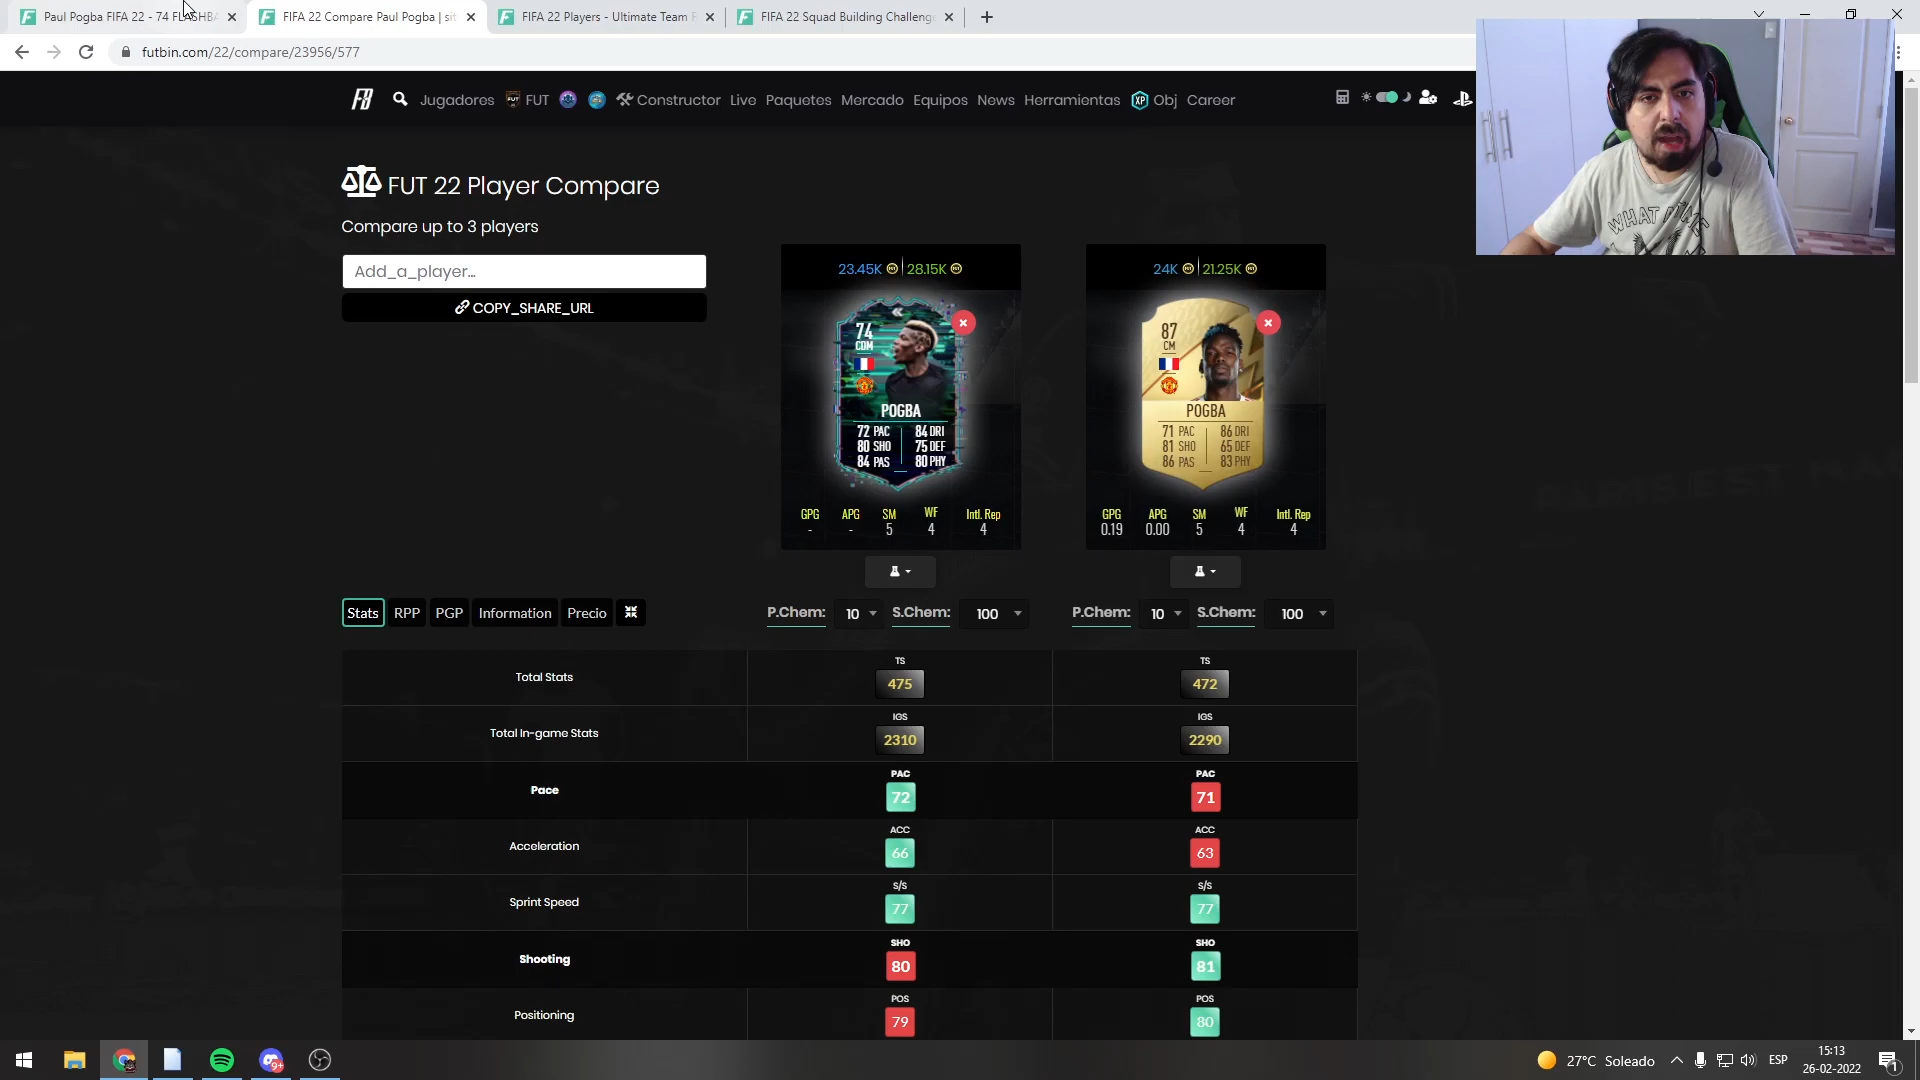 Paul Pogba FIFA 22 - 74 FLASHBA
FIFA 22 Compare Paul Pogba | sit
FIFA 22 Players - Ultimate Team F
FIFA 22 Squad Building Challenge
futbin.com/22/compare/23956/577
Jugadores
FUT
Constructor
Live
Paquetes
Mercado
Equipos
News
Herramientas
XP
Obj
Career
FUT 22 Player Compare
Compare up to 3 players
Add_a_player...
COPY_SHARE_URL
23.45K
28.15K
74
CDM
POGBA
72 PAC 84 DRI
80 SHO 75 DEF
84 PAS 80 PHY
GPG APG SM WF Intl. Rep
- - 5 4 4
24K
21.25K
87
CM
POGBA
71 PAC 86 DRI
81 SHO 65 DEF
86 PAS 83 PHY
GPG APG SM WF Intl. Rep
0.19 0.00 5 4 4
Stats
RPP
PGP
Information
Precio
P.Chem: 10 S.Chem: 100
P.Chem: 10 S.Chem: 100
Total Stats
TS
475
TS
472
Total In-game Stats
IGS
2310
IGS
2290
Pace
PAC
72
PAC
71
Acceleration
ACC
66
ACC
63
Sprint Speed
S/S
77
S/S
77
Shooting
SHO
80
SHO
81
Positioning
POS
79
POS
80
9+
27°C Soleado
ESP
15:13
26-02-2022
1